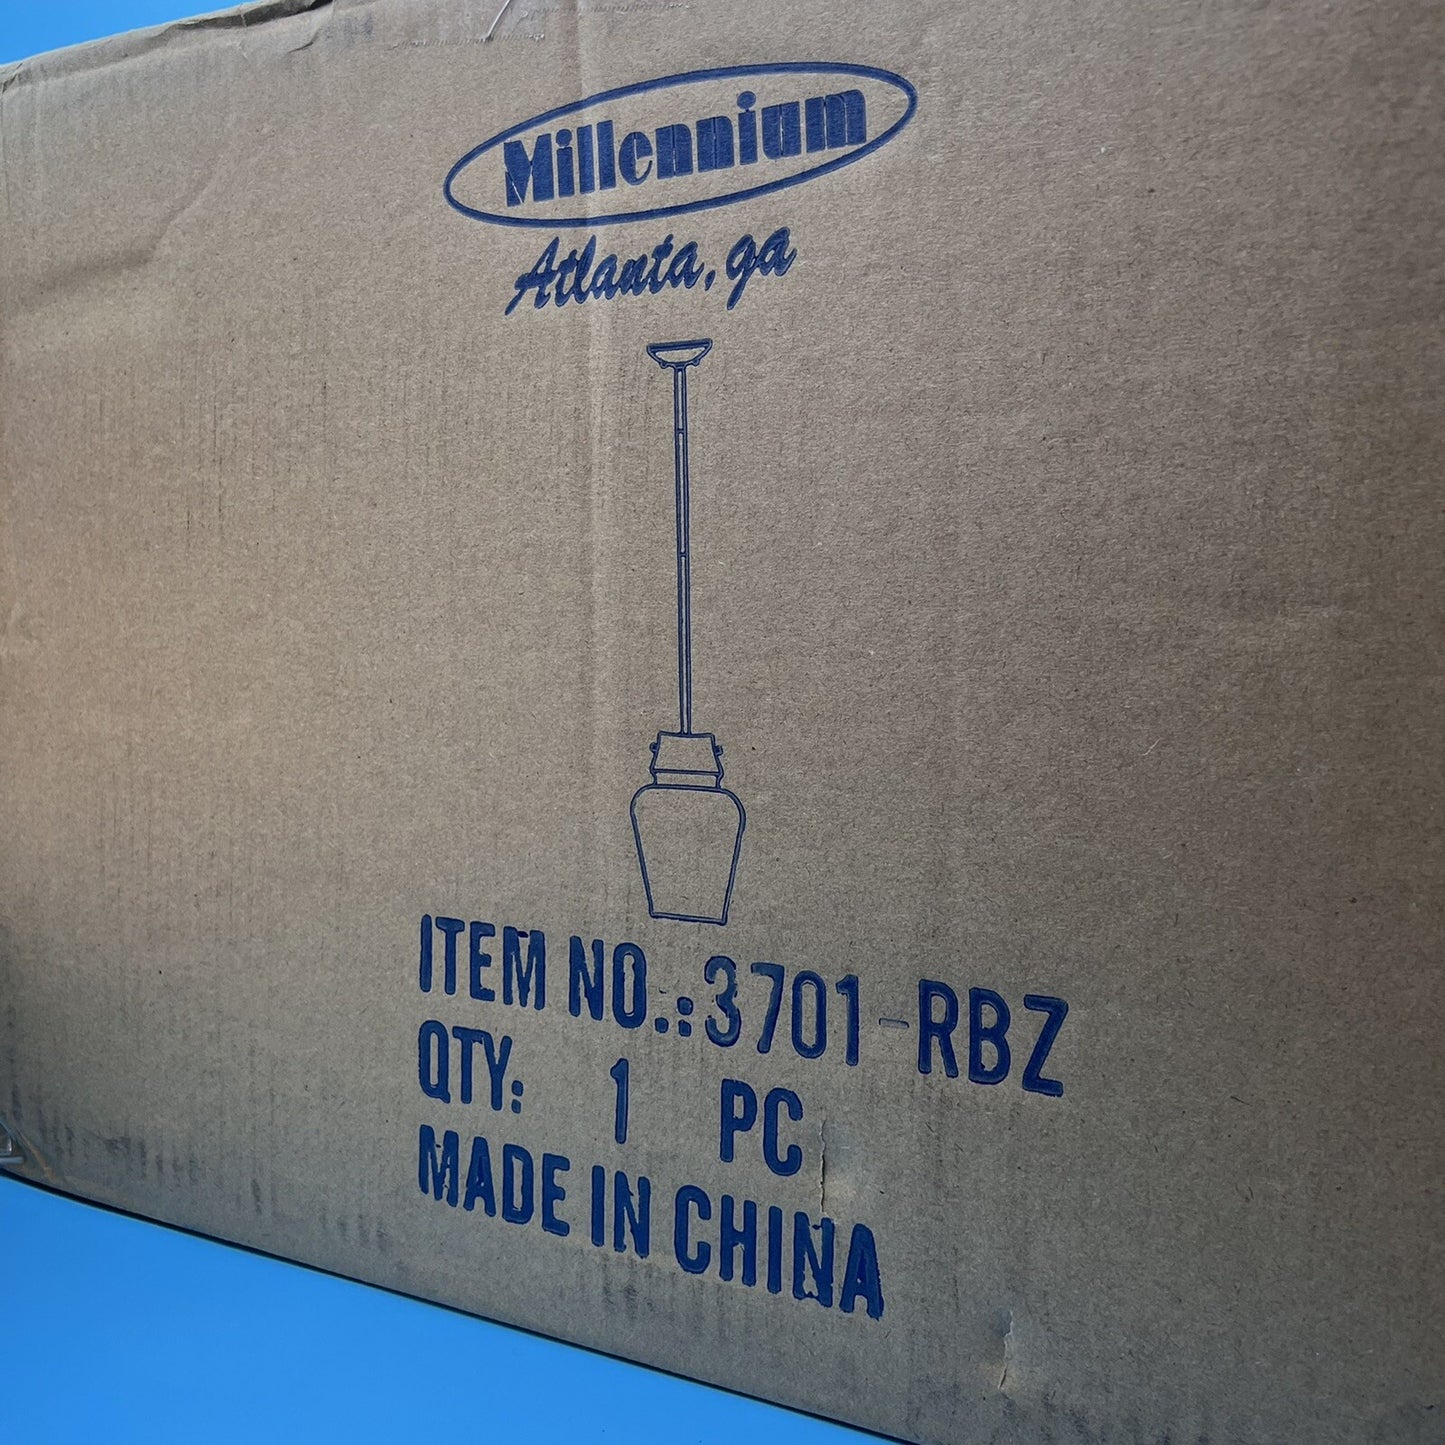 Millennium
Atlanta, ga
ITEM NO.:3701-RBZ
QTY: 1 PC
MADE IN CHINA